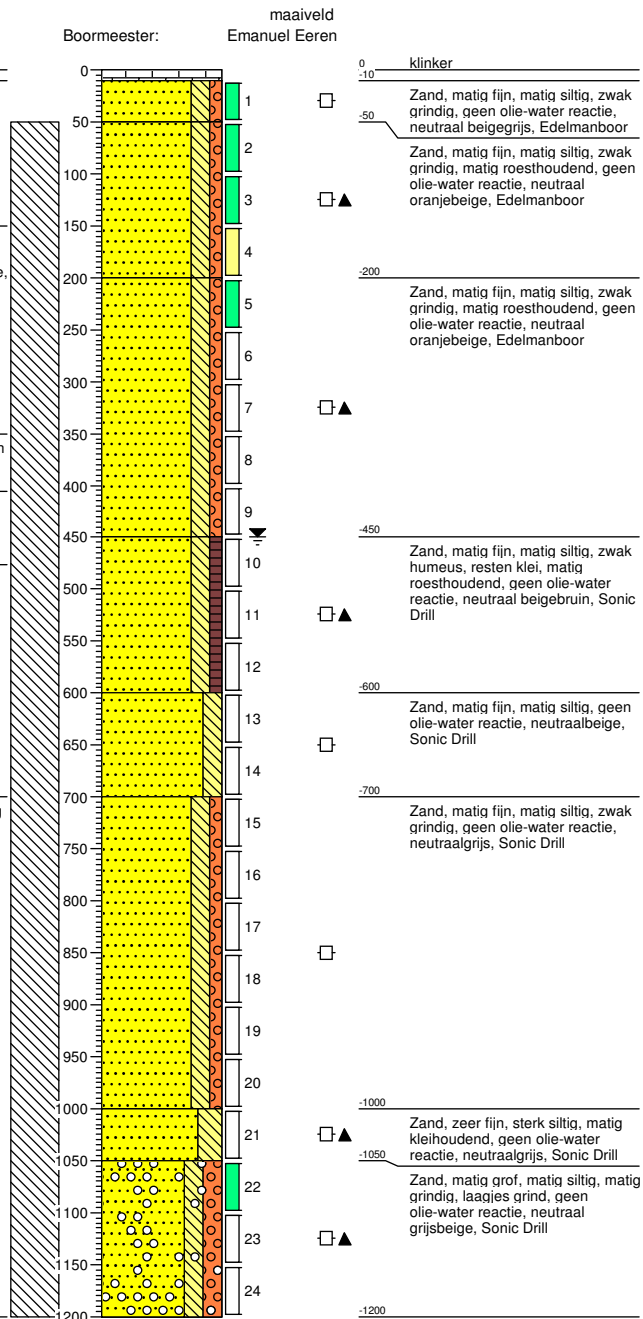 maaiveld
Boormeester: Emanuel Eeren
0
50
100
150
200
250
300
350
400
450
500
550
600
650
700
750
800
850
900
950
1000
1050
1100
1150
1200
1
2
3
4
5
6
7
8
9
10
11
12
13
14
15
16
17
18
19
20
21
22
23
24
0 klinker
-10
Zand, matig fijn, matig siltig, zwak
grindig, geen olie-water reactie,
neutraal beigegrijs, Edelmanboor
-50
Zand, matig fijn, matig siltig, zwak
grindig, matig roesthoudend, geen
olie-water reactie, neutraal
oranjebeige, Edelmanboor
-200
Zand, matig fijn, matig siltig, zwak
grindig, matig roesthoudend, geen
olie-water reactie, neutraal
oranjebeige, Edelmanboor
-450
Zand, matig fijn, matig siltig, zwak
humeus, resten klei, matig
roesthoudend, geen olie-water
reactie, neutraal beigebruin, Sonic
Drill
-600
Zand, matig fijn, matig siltig, geen
olie-water reactie, neutraalbeige,
Sonic Drill
-700
Zand, matig fijn, matig siltig, zwak
grindig, geen olie-water reactie,
neutraalgrijs, Sonic Drill
-1000
Zand, zeer fijn, sterk siltig, matig
kleihoudend, geen olie-water
reactie, neutraalgrijs, Sonic Drill
-1050
Zand, matig grof, matig siltig, matig
grindig, laagjes grind, geen
olie-water reactie, neutraal
grijsbeige, Sonic Drill
-1200